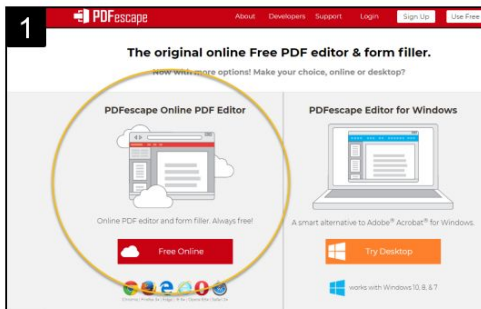 1
PDFescape
About Developers Support Login Sign Up Use Free
The original online Free PDF editor & form filler.
Now with more options! Make your choice, online or desktop?
PDFescape Online PDF Editor
Online PDF editor and form filler. Always free!
Free Online
PDFescape Editor for Windows
A smart alternative to Adobe® Acrobat® for Windows.
Try Desktop
works with Windows 10, 8, & 7